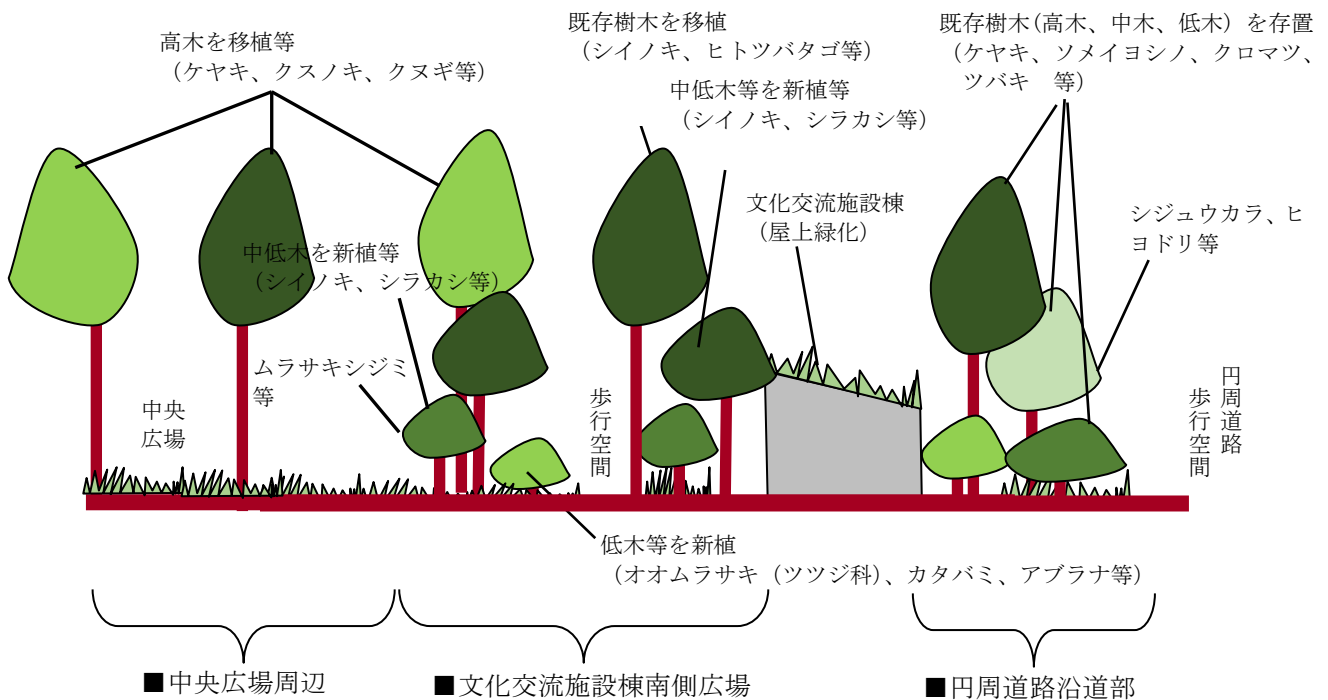 高木を移植等
（ケヤキ、クスノキ、クヌギ等）
既存樹木を移植
（シイノキ、ヒトツバタゴ等）
中低木等を新植等
（シイノキ、シラカシ等）
既存樹木（高木、中木、低木）を存置
（ケヤキ、ソメイヨシノ、クロマツ、
ツバキ　等）
文化交流施設棟
（屋上緑化）
シジュウカラ、ヒ
ヨドリ等
中低木を新植等
（シイノキ、シラカシ等）
ムラサキシジミ
等
中央
広場
歩行空間
円周道路
歩行空間
低木等を新植
（オオムラサキ（ツツジ科）、カタバミ、アブラナ等）
■中央広場周辺
■文化交流施設棟南側広場
■円周道路沿道部